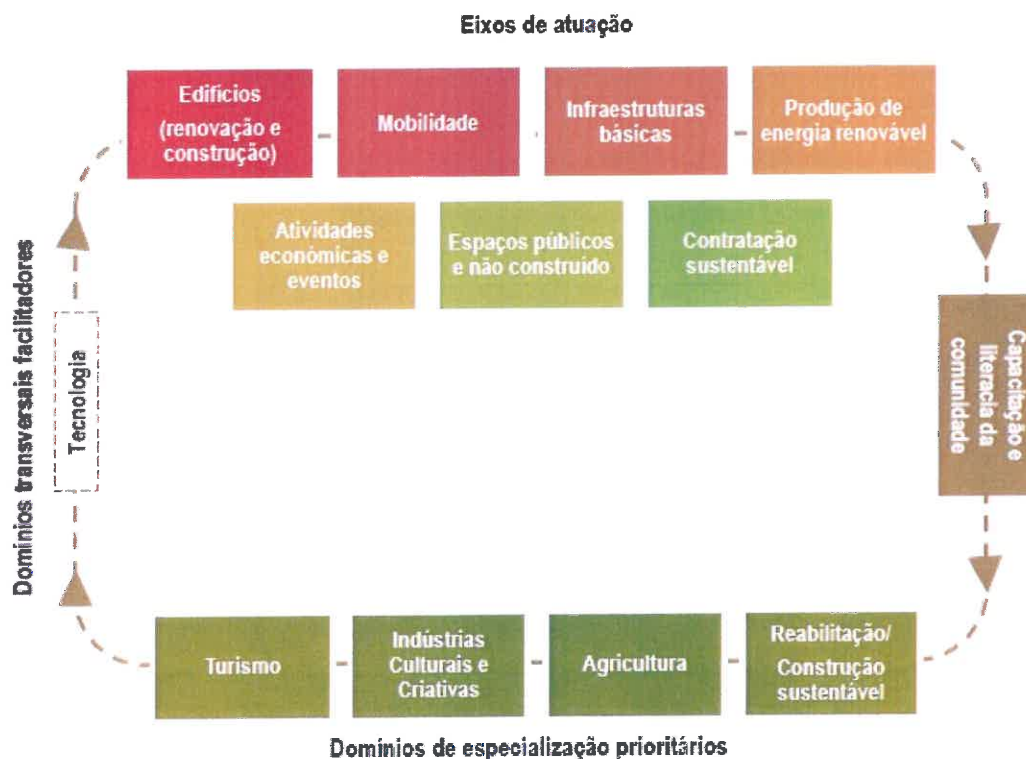 Eixos de atuação
Edifícios
(renovação e
construção)
Mobilidade
Infraestruturas
básicas
Produção de
energia renovável
Atividades
económicas e
eventos
Espaços públicos
e não construído
Contratação
sustentável
Domínios transversais facilitadores
Tecnologia
Capacitação e
literacia da
comunidade
Turismo
Indústrias
Culturais e
Criativas
Agricultura
Reabilitação/
Construção
sustentável
Domínios de especialização prioritários